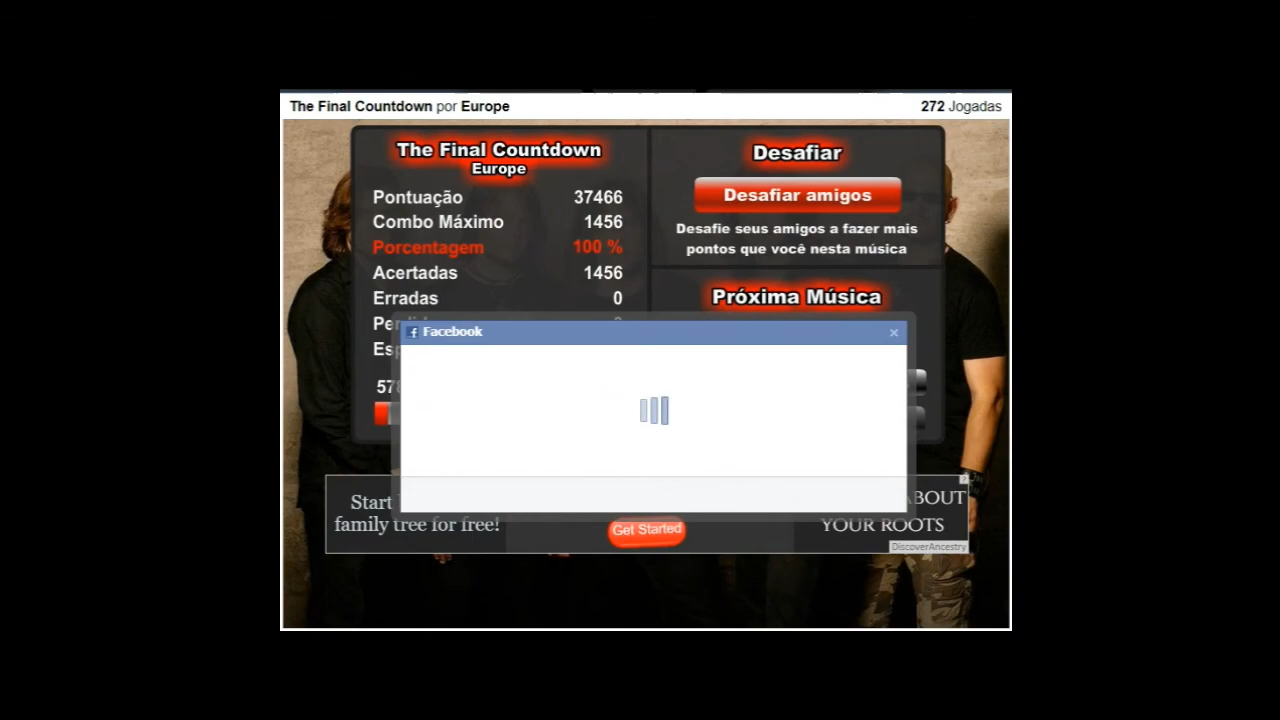 The Final Countdown por Europe
272 Jogadas
The Final Countdown
Europe
Pontuação 37466
Combo Máximo 1456
Porcentagem 100 %
Acertadas 1456
Erradas 0
Desafiar
Desafiar amigos
Desafie seus amigos a fazer mais
pontos que você nesta música
Próxima Música
Facebook
Start
family tree for free!
Get Started
ABOUT
YOUR ROOTS
DiscoverAncestry